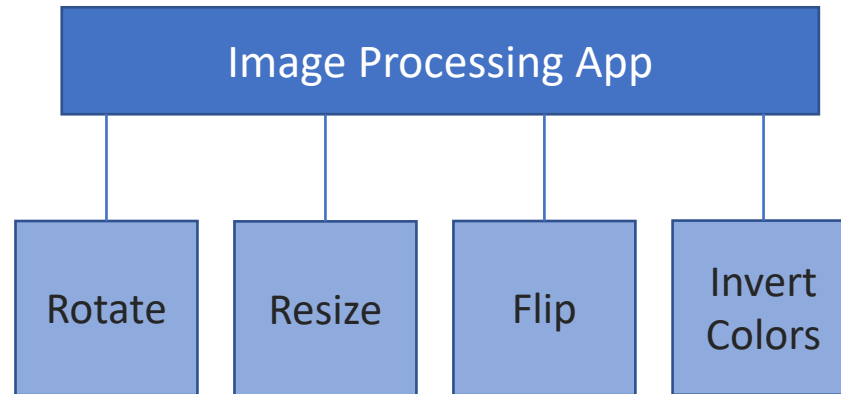 Image Processing App
Rotate
Resize
Flip
Invert
Colors